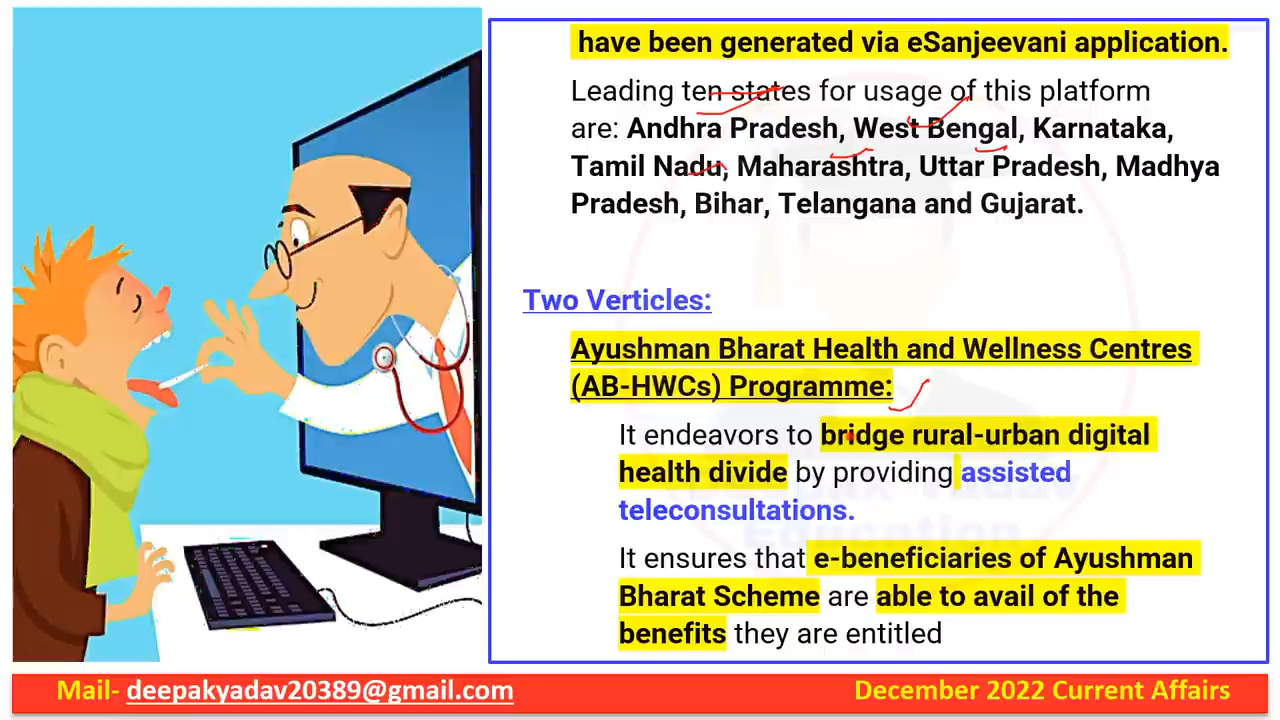 have been generated via eSanjeevani application.
Leading ten states for usage of this platform
are: Andhra Pradesh, West Bengal, Karnataka,
Tamil Nadu, Maharashtra, Uttar Pradesh, Madhya
Pradesh, Bihar, Telangana and Gujarat.
Two Verticles:
Ayushman Bharat Health and Wellness Centres
(AB-HWCs) Programme:
It endeavors to bridge rural-urban digital
health divide by providing assisted
teleconsultations.
It ensures that e-beneficiaries of Ayushman
Bharat Scheme are able to avail of the
benefits they are entitled
Mail- deepakyadav20389@gmail.com
December 2022 Current Affairs